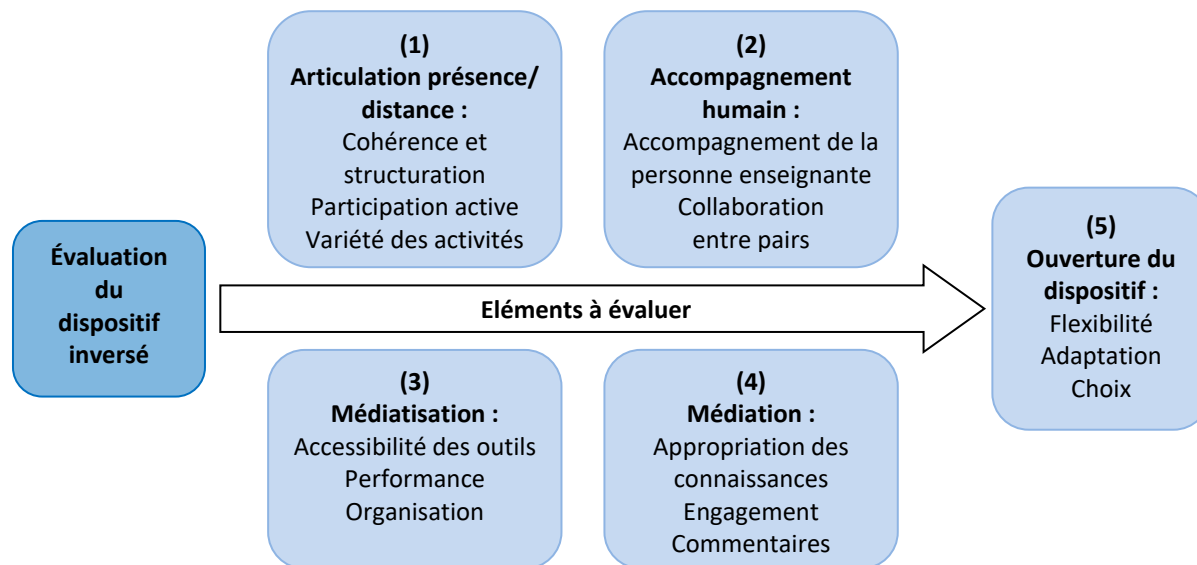 (1)
Articulation présence/
distance :
Cohérence et
structuration
Participation active
Variété des activités
(2)
Accompagnement
humain :
Accompagnement de la
personne enseignante
Collaboration
entre pairs
Évaluation
du
dispositif
inversé
Eléments à évaluer
(5)
Ouverture du
dispositif :
Flexibilité
Adaptation
Choix
(3)
Médiatisation :
Accessibilité des outils
Performance
Organisation
(4)
Médiation :
Appropriation des
connaissances
Engagement
Commentaires